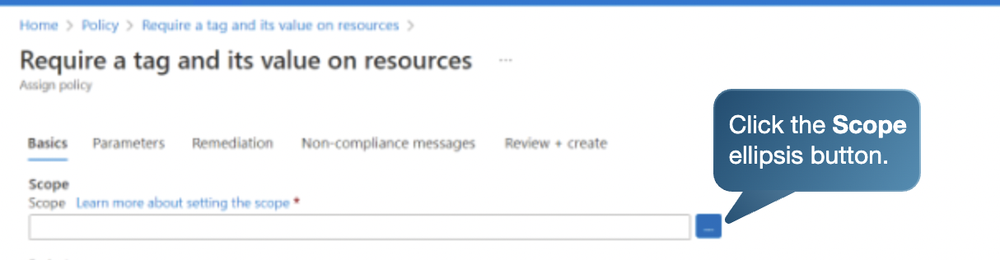 Home > Policy > Require a tag and its value on resources >
Require a tag and its value on resources ...
Assign policy
Click the Scope
ellipsis button.
Basics Parameters Remediation Non-compliance messages Review + create
Scope
Scope Learn more about setting the scope *
...